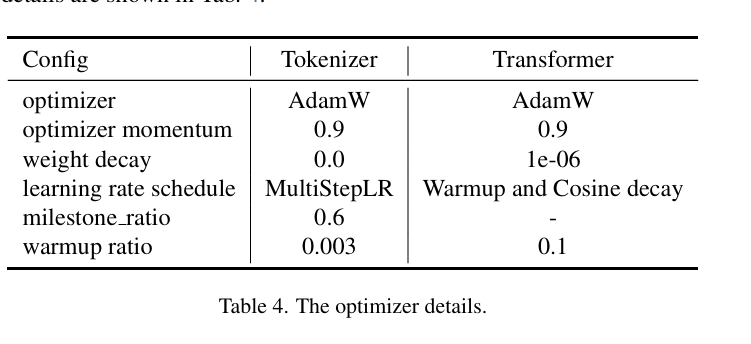 details are shown in Tab. 4.
Config Tokenizer Transformer
optimizer AdamW AdamW
optimizer momentum 0.9 0.9
weight decay 0.0 1e-06
learning rate schedule MultiStepLR Warmup and Cosine decay
milestone_ratio 0.6 -
warmup ratio 0.003 0.1
Table 4. The optimizer details.